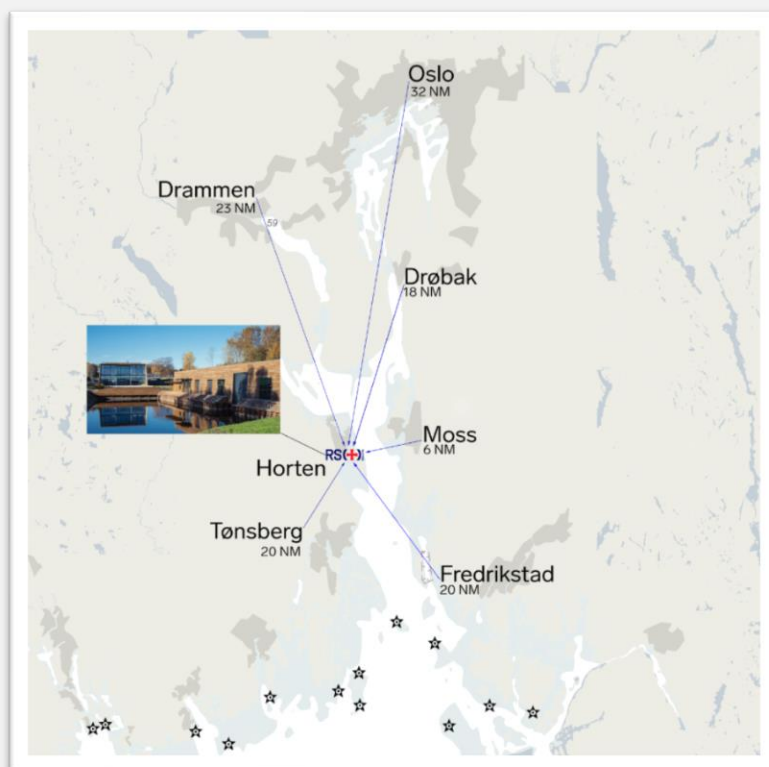 Oslo
32 NM
Drammen
23 NM
59
Drøbak
18 NM
Moss
6 NM
RS(+)
Horten
Tønsberg
20 NM
Fredrikstad
20 NM